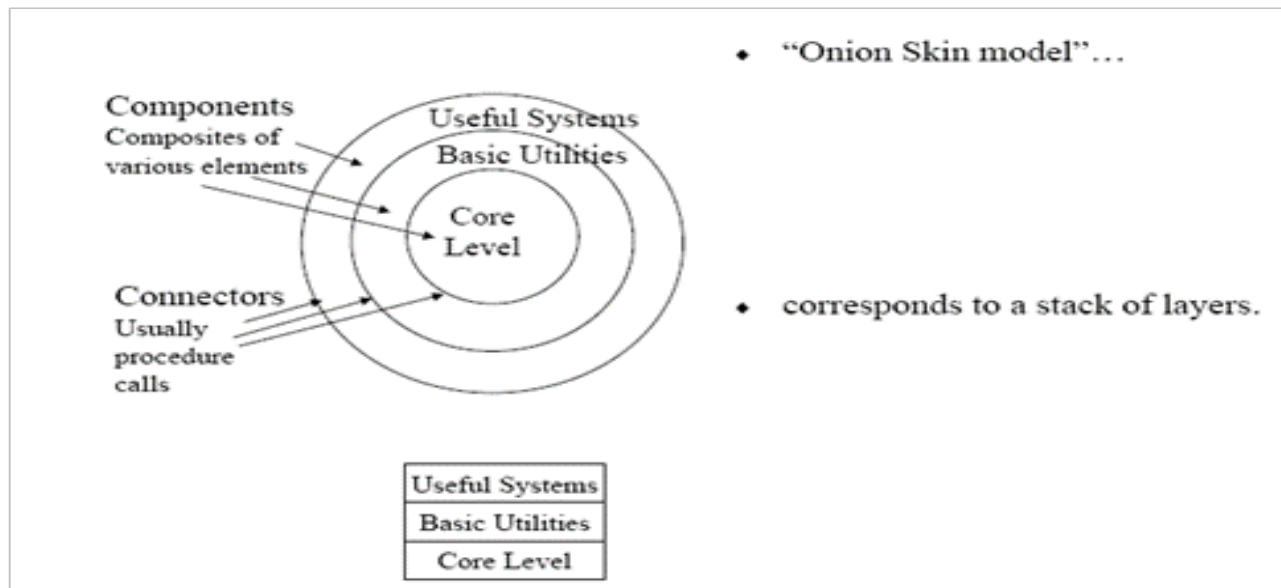 ◆ “Onion Skin model”…
Components
Composites of
various elements
Useful Systems
Basic Utilities
Core
Level
Connectors
Usually
procedure
calls
◆ corresponds to a stack of layers.
Useful Systems
Basic Utilities
Core Level